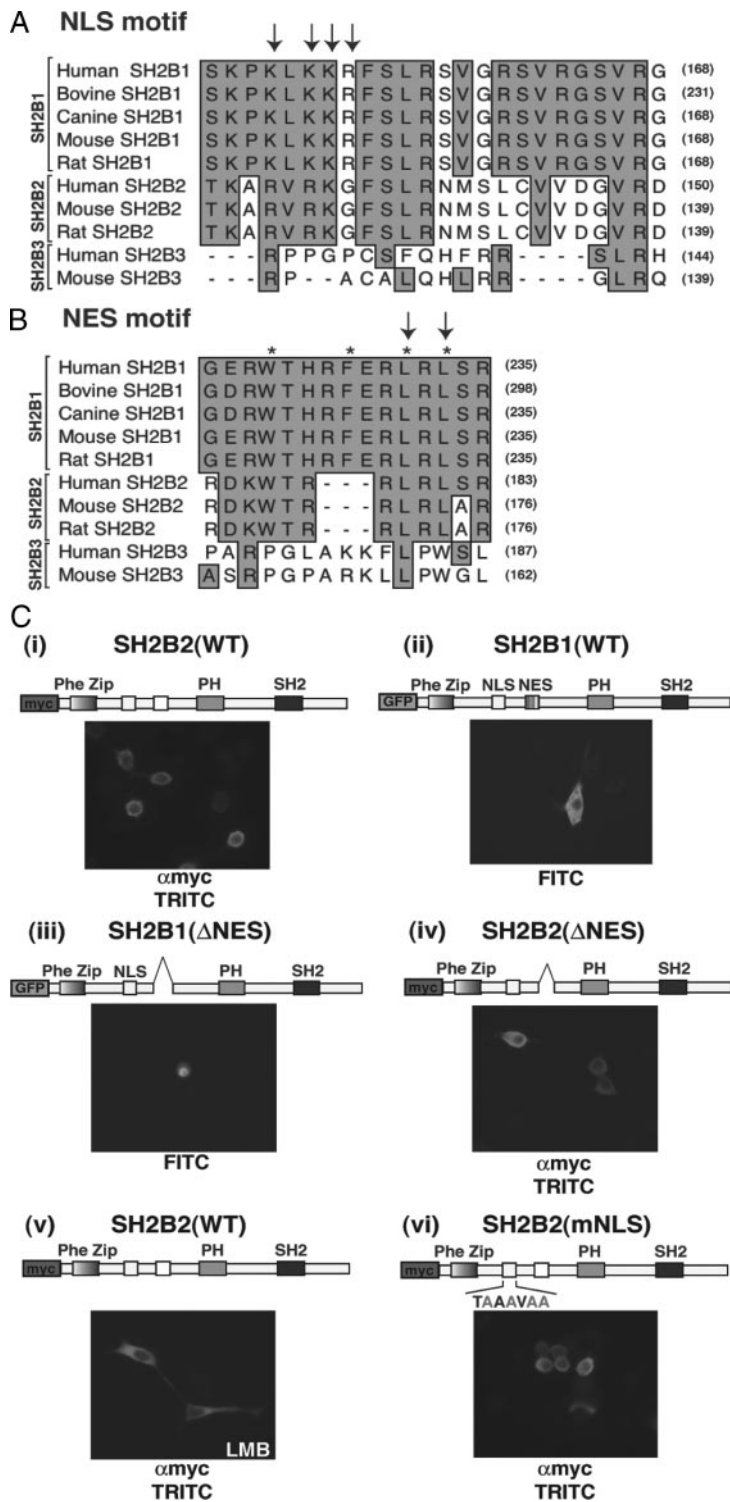 A NLS motif
SH2B1
Human SH2B1 S K P K L K K R F S L R S V G R S V R G S V R G (168)
Bovine SH2B1 (231)
Canine SH2B1 S K P K L K K R F S L R S V G R S V R G S V R G (168)
Mouse SH2B1 S K P K L K K R F S L R S V G R S V R G S V R G (168)
Rat SH2B1 S K P K L K K R F S L R S V G R S V R G S V R G (168)
SH2B2
Human SH2B2 T K A R V R K G F S L R N M S L C V V D G V R D (150)
Mouse SH2B2 T K A R V R K G F S L R N M S L C V V D G V R D (139)
Rat SH2B2 T K A R V R K G F S L R N M S L C V V D G V R D (139)
SH2B3
Human SH2B3 - - - R P P G P C S F Q H F R R - - - - S L R H (144)
Mouse SH2B3 - - - R P - - A C A L Q H L R R - - - - G L R Q (139)
B NES motif
* * * *
SH2B1
Human SH2B1 G E R W T H R F E R L R L S R (235)
Bovine SH2B1 G D R W T H R F E R L R L S R (298)
Canine SH2B1 G D R W T H R F E R L R L S R (235)
Mouse SH2B1 G E R W T H R F E R L R L S R (235)
Rat SH2B1 G E R W T H R F E R L R L S R (235)
SH2B2
Human SH2B2 R D K W T R - - - R L R L S R (183)
Mouse SH2B2 R D K W T R - - - R L R L A R (176)
Rat SH2B2 R D K W T R - - - R L R L A R (176)
SH2B3
Human SH2B3 P A R P G L A K K F L P W S L (187)
Mouse SH2B3 A S R P G P A R K L L P W G L (162)
C
(i) SH2B2(WT)
Phe Zip PH SH2
myc
αmyc
TRITC
(ii) SH2B1(WT)
Phe Zip NLS NES PH SH2
GFP
FITC
(iii) SH2B1(ΔNES)
Phe Zip NLS PH SH2
GFP
FITC
(iv) SH2B2(ΔNES)
Phe Zip PH SH2
myc
αmyc
TRITC
(v) SH2B2(WT)
Phe Zip PH SH2
myc
LMB
αmyc
TRITC
(vi) SH2B2(mNLS)
Phe Zip PH SH2
myc
TAAAVAA
αmyc
TRITC